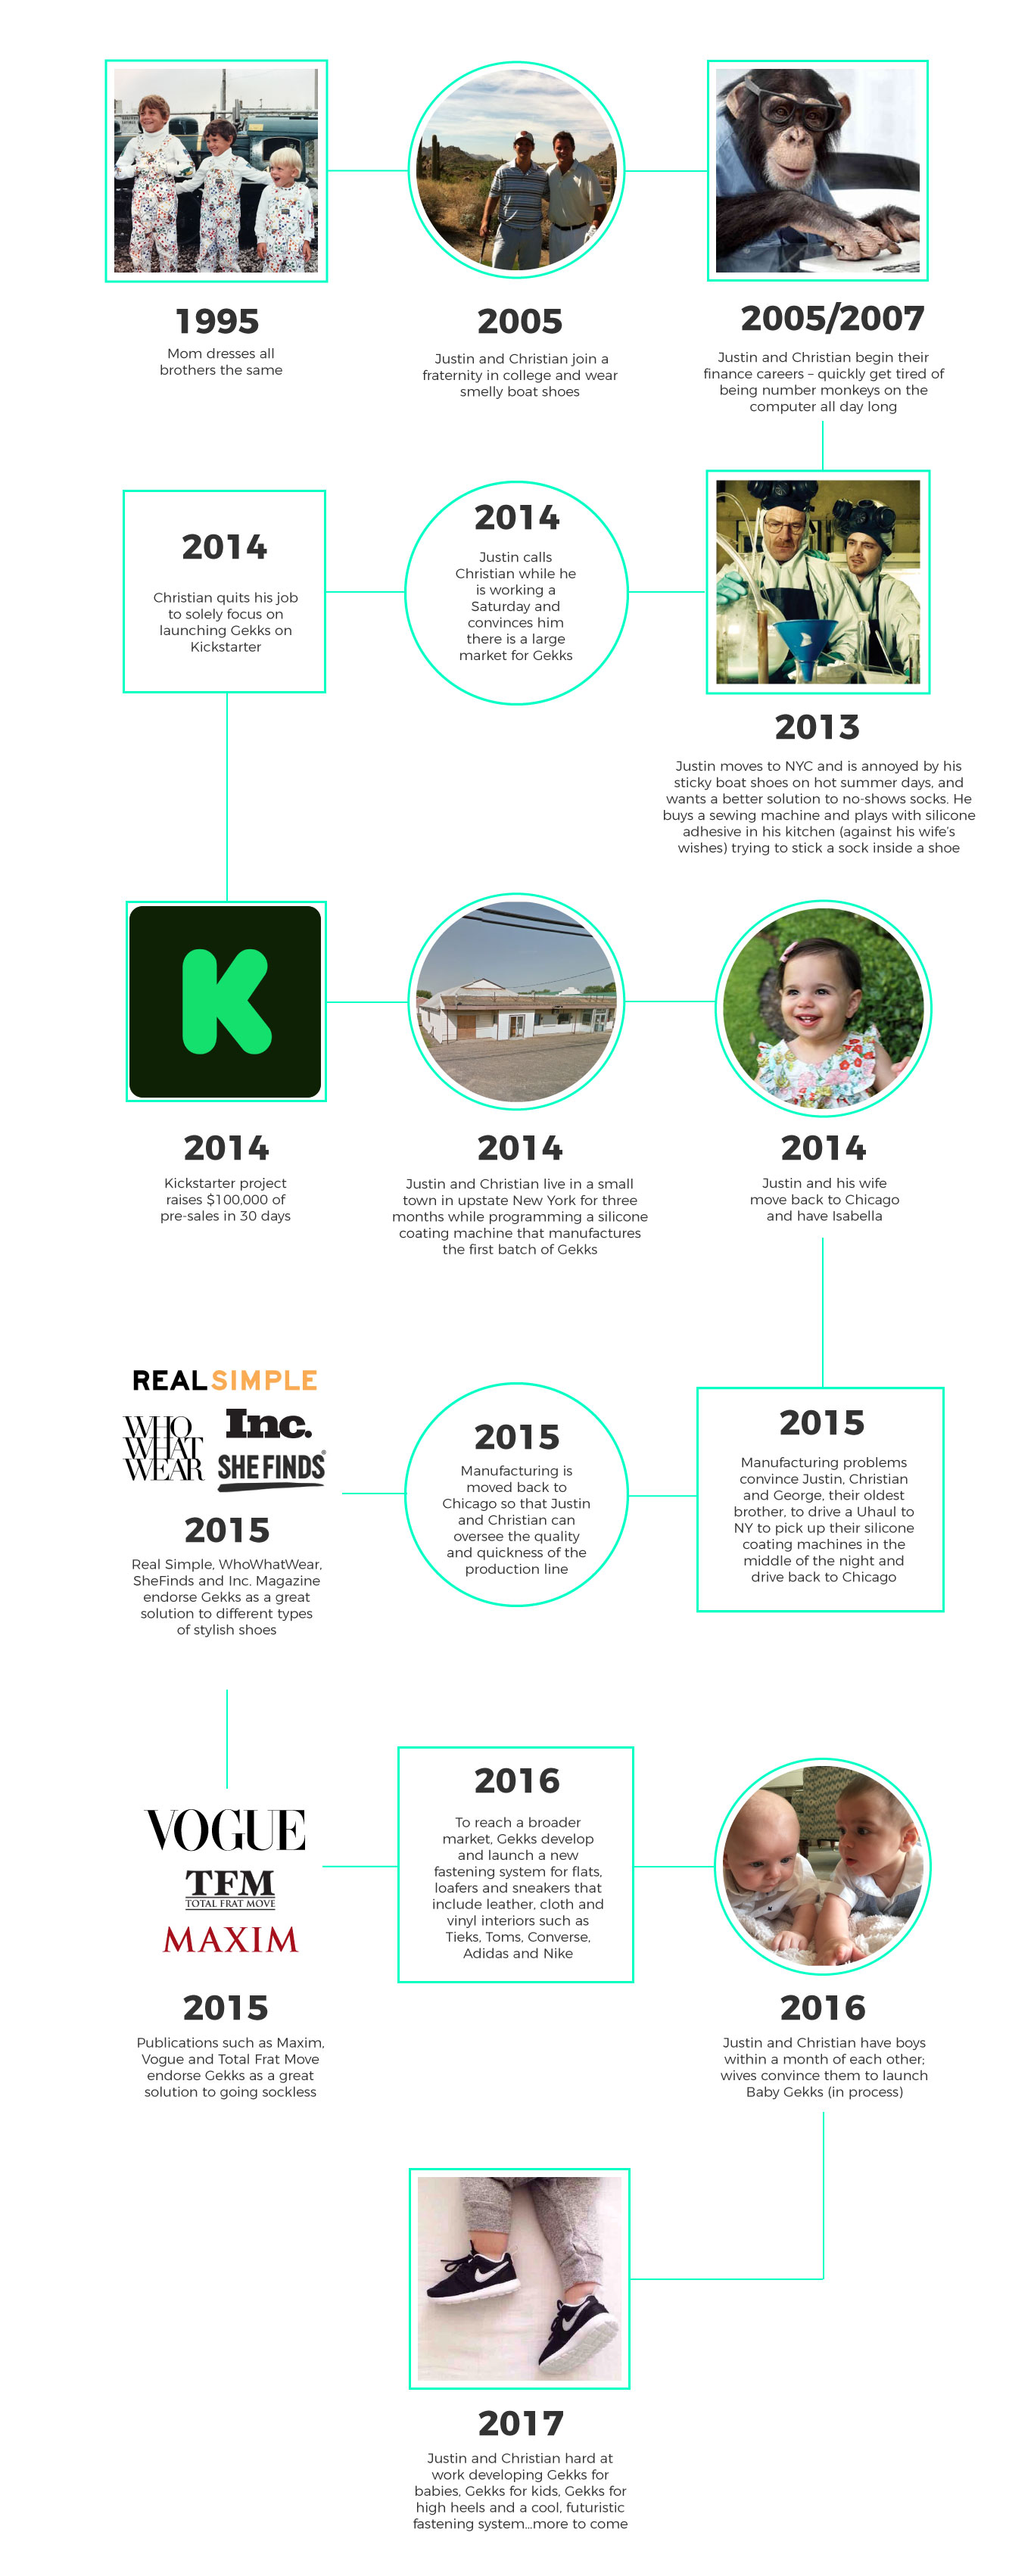 1995
Mom dresses all
brothers the same
2005
Justin and Christian join a
fraternity in college and wear
smelly boat shoes
2005/2007
Justin and Christian begin their
finance careers – quickly get tired of
being number monkeys on the
computer all day long
2013
Justin moves to NYC and is annoyed by his
sticky boat shoes on hot summer days, and
wants a better solution to no-shows socks. He
buys a sewing machine and plays with silicone
adhesive in his kitchen (against his wife's
wishes) trying to stick a sock inside a shoe
2014
Justin calls
Christian while he
is working a
Saturday and
convinces him
there is a large
market for Gekks
2014
Christian quits his job
to solely focus on
launching Gekks on
Kickstarter
K
2014
Kickstarter project
raises $100,000 of
pre-sales in 30 days
2014
Justin and Christian live in a small
town in upstate New York for three
months while programming a silicone
coating machine that manufactures
the first batch of Gekks
2014
Justin and his wife
move back to Chicago
and have Isabella
2015
Manufacturing problems
convince Justin, Christian
and George, their oldest
brother, to drive a Uhaul to
NY to pick up their silicone
coating machines in the
middle of the night and
drive back to Chicago
2015
Manufacturing is
moved back to
Chicago so that Justin
and Christian can
oversee the quality
and quickness of the
production line
REALSIMPLE
WHO
WHAT
WEAR
Inc.
SHEFINDS
2015
Real Simple, WhoWhatWear,
SheFinds and Inc. Magazine
endorse Gekks as a great
solution to different types
of stylish shoes
VOGUE
TFM
TOTAL FRAT MOVE
MAXIM
2015
Publications such as Maxim,
Vogue and Total Frat Move
endorse Gekks as a great
solution to going sockless
2016
To reach a broader
market, Gekks develop
and launch a new
fastening system for flats,
loafers and sneakers that
include leather, cloth and
vinyl interiors such as
Tieks, Toms, Converse,
Adidas and Nike
2016
Justin and Christian have boys
within a month of each other;
wives convince them to launch
Baby Gekks (in process)
2017
Justin and Christian hard at
work developing Gekks for
babies, Gekks for kids, Gekks for
high heels and a cool, futuristic
fastening system...more to come